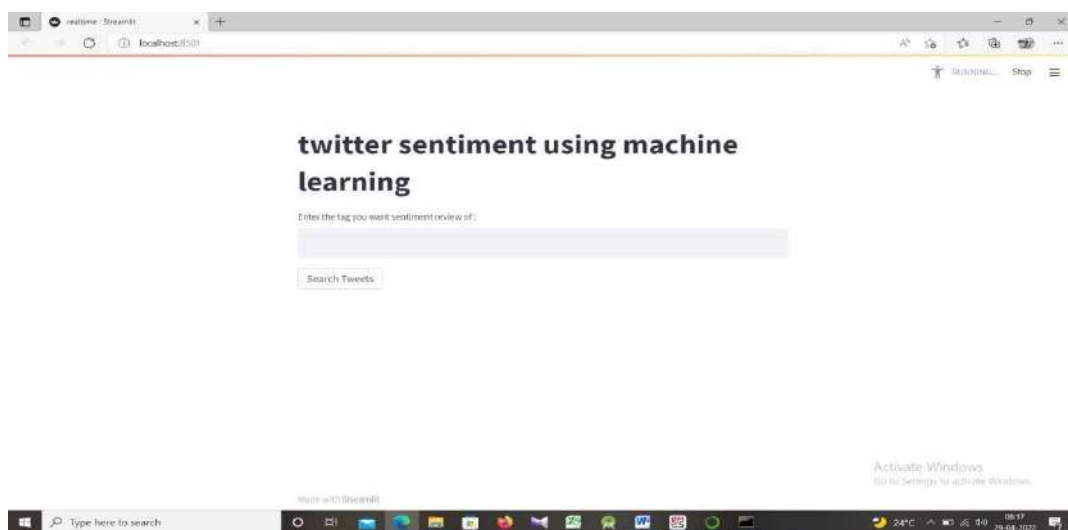 realtime · Streamlit
localhost:8501
RUNNING... Stop
twitter sentiment using machine
learning
Enter the tag you want sentiment review of :
Search Tweets
Made with Streamlit
Activate Windows
Go to Settings to activate Windows.
Type here to search
24°C
08:17
29-04-2022